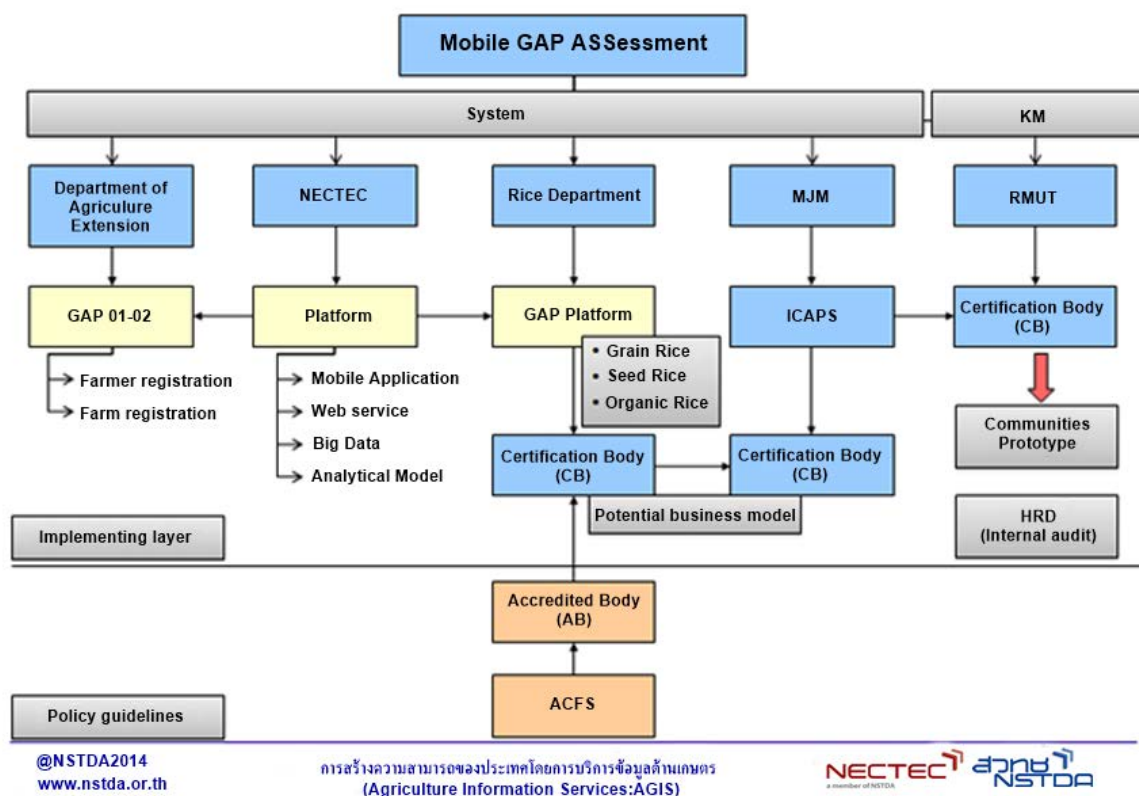 Mobile GAP ASSessment
System
KM
Department of
Agriculure
Extension
NECTEC
Rice Department
MJM
RMUT
GAP 01-02
Platform
GAP Platform
ICAPS
Certification Body
(CB)
• Grain Rice
• Seed Rice
• Organic Rice
Farmer registration
Farm registration
Mobile Application
Web service
Big Data
Analytical Model
Communities
Prototype
Certification Body
(CB)
Certification Body
(CB)
Potential business model
HRD
(Internal audit)
Implementing layer
Accredited Body
(AB)
ACFS
Policy guidelines
@NSTDA2014
www.nstda.or.th
การสร้างความสามารถของประเทศโดยการบริการข้อมูลด้านเกษตร
(Agriculture Information Services:AGIS)
NECTEC
a member of NSTDA
สวทช
NSTDA